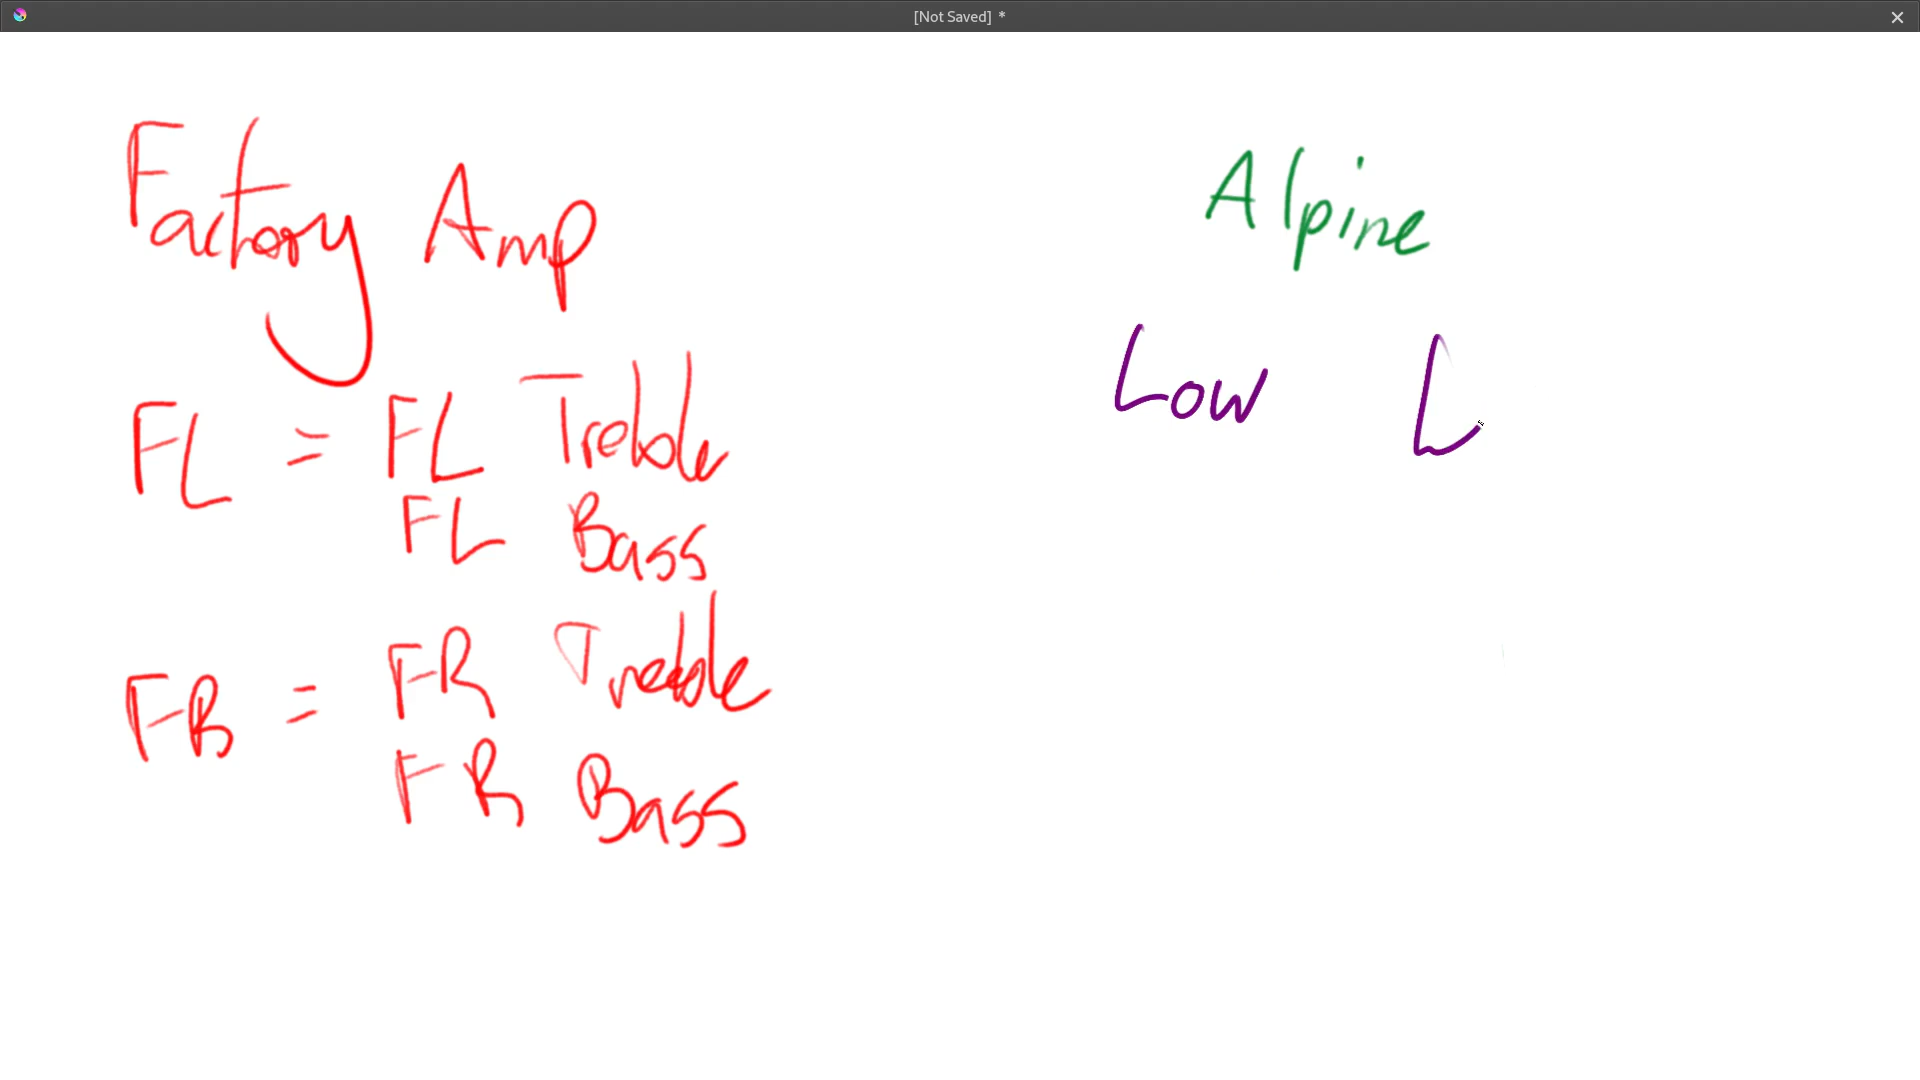 [Not Saved] *
Factory Amp
FL = FL Treble
FL Bass
FR = FR Treble
FR Bass
Alpine
Low L